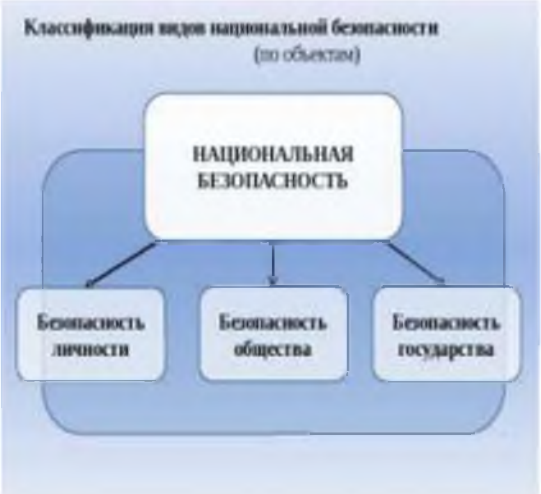 Классификация видов национальной безопасности
(по объектам)
НАЦИОНАЛЬНАЯ
БЕЗОПАСНОСТЬ
Безопасность
личности
Безопасность
общества
Безопасность
государства